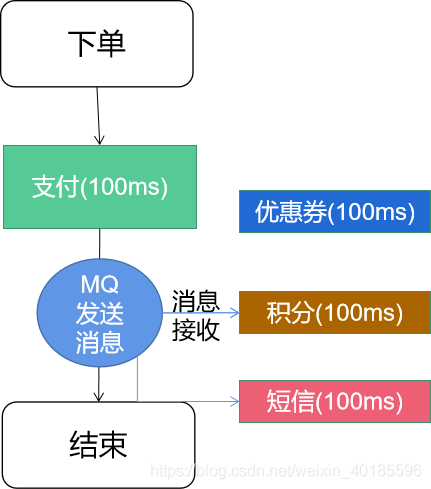 下单
支付(100ms)
优惠券(100ms)
MQ
发送
消息
消息
接收
积分(100ms)
短信(100ms)
结束
https://blog.csdn.net/weixin_40185596